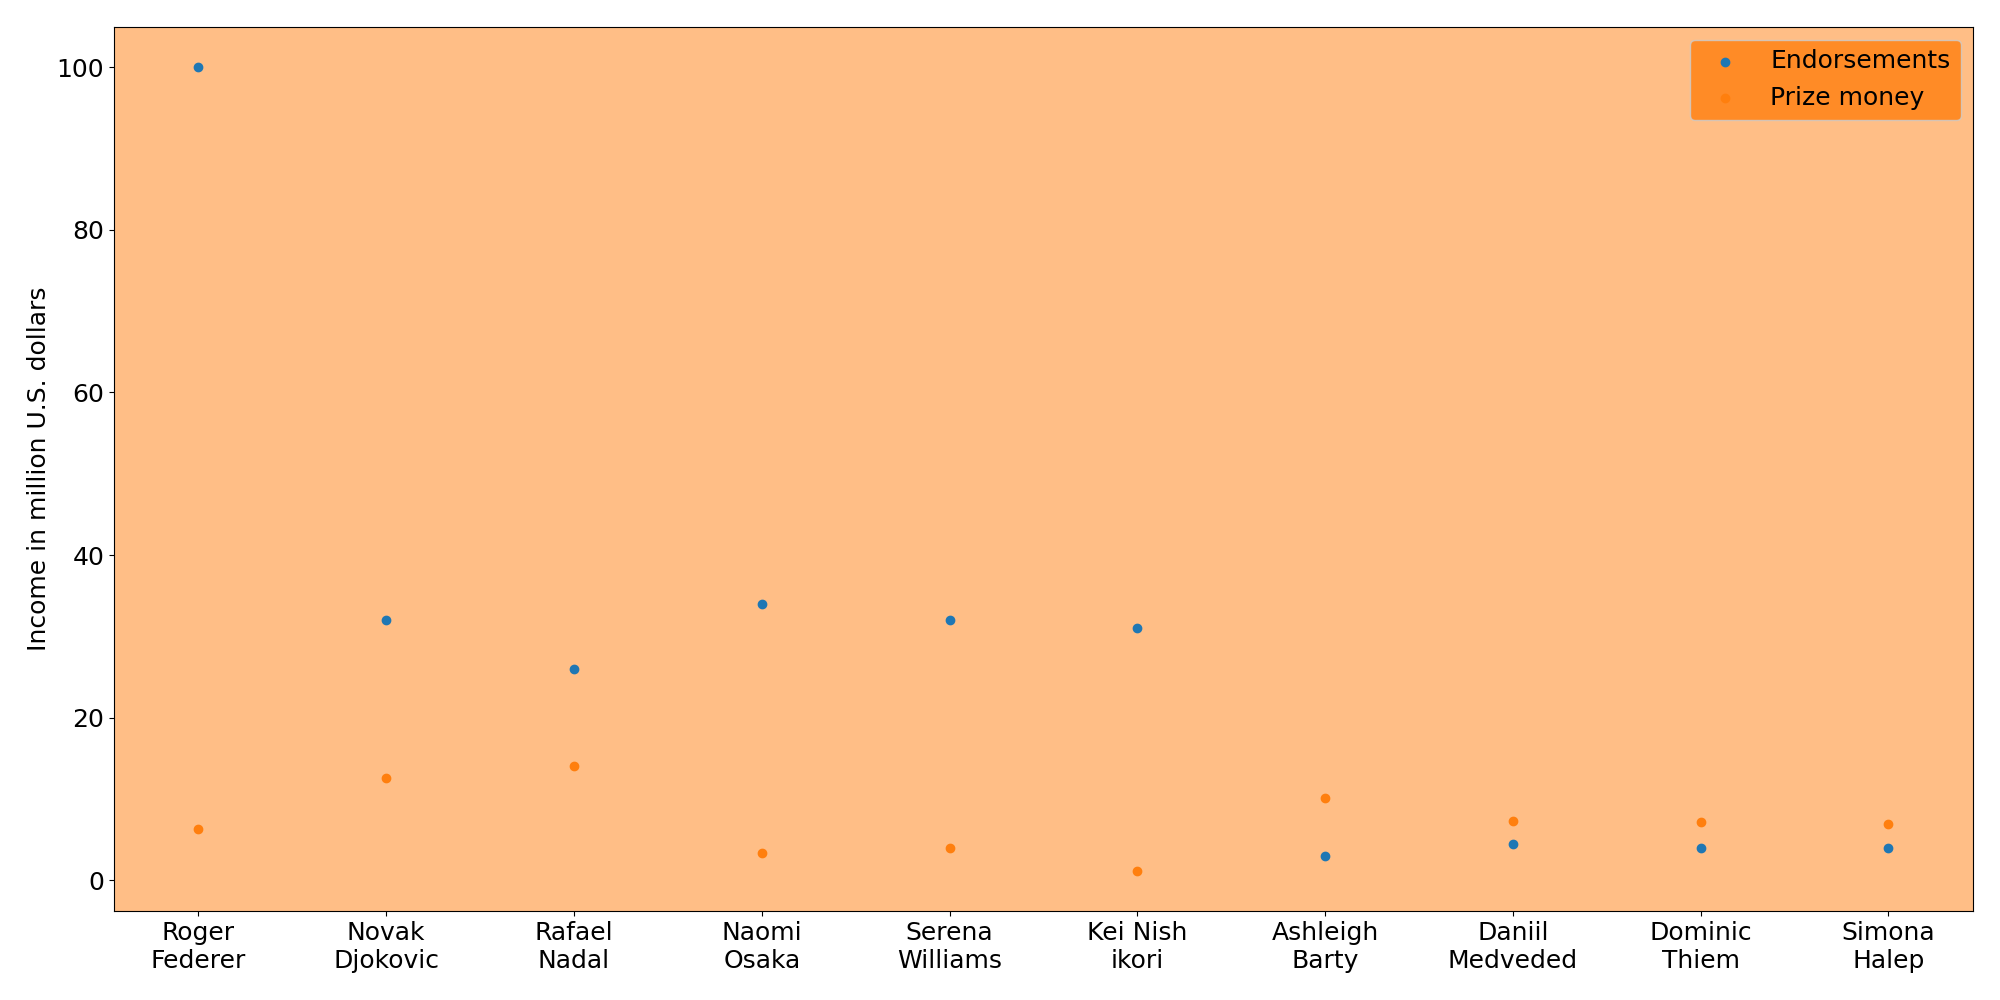 Endorsements
Prize money
Income in million U.S. dollars
100
80
60
40
20
0
Roger
Federer
Novak
Djokovic
Rafael
Nadal
Naomi
Osaka
Serena
Williams
Kei Nish
ikori
Ashleigh
Barty
Daniil
Medveded
Dominic
Thiem
Simona
Halep